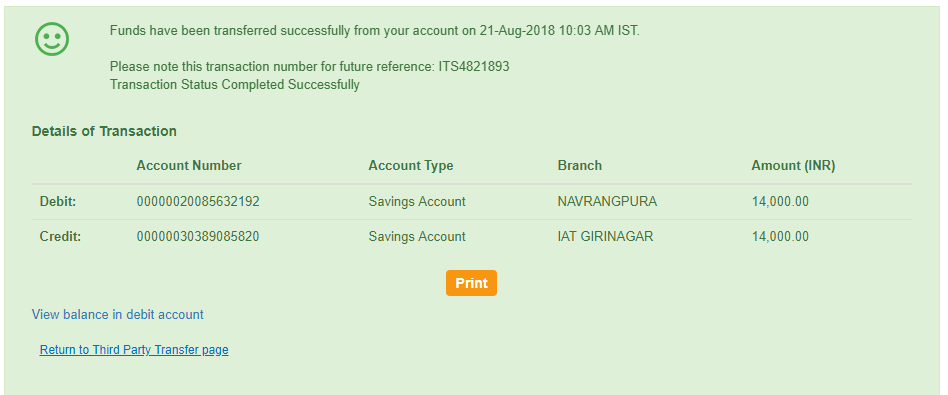 Funds have been transferred successfully from your account on 21-Aug-2018 10:03 AM IST.
Please note this transaction number for future reference: ITS4821893
Transaction Status Completed Successfully
Details of Transaction
Account Number Account Type Branch Amount (INR)
Debit: 00000020085632192 Savings Account NAVRANGPURA 14,000.00
Credit: 00000030389085820 Savings Account IAT GIRINAGAR 14,000.00
Print
View balance in debit account
Return to Third Party Transfer page